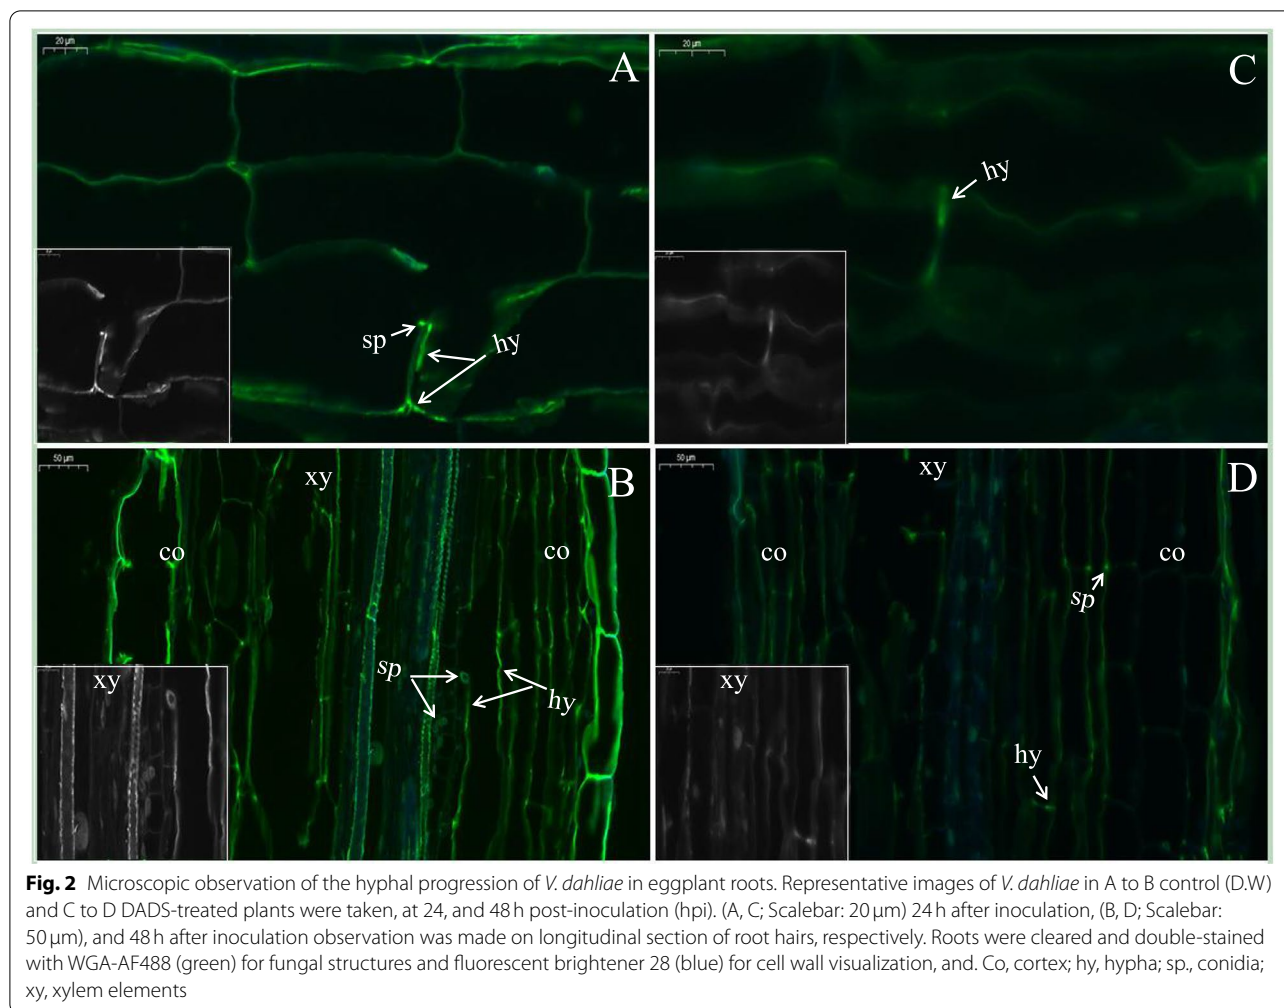 20 µm
A
sp
hy
20 µm
C
hy
50 µm
xy
B
co
co
sp
hy
xy
50 µm
xy
D
co
co
sp
hy
xy
Fig. 2 Microscopic observation of the hyphal progression of V. dahliae in eggplant roots. Representative images of V. dahliae in A to B control (D.W)
and C to D DADS-treated plants were taken, at 24, and 48 h post-inoculation (hpi). (A, C; Scalebar: 20 µm) 24 h after inoculation, (B, D; Scalebar:
50 µm), and 48 h after inoculation observation was made on longitudinal section of root hairs, respectively. Roots were cleared and double-stained
with WGA-AF488 (green) for fungal structures and fluorescent brightener 28 (blue) for cell wall visualization, and. Co, cortex; hy, hypha; sp., conidia;
xy, xylem elements